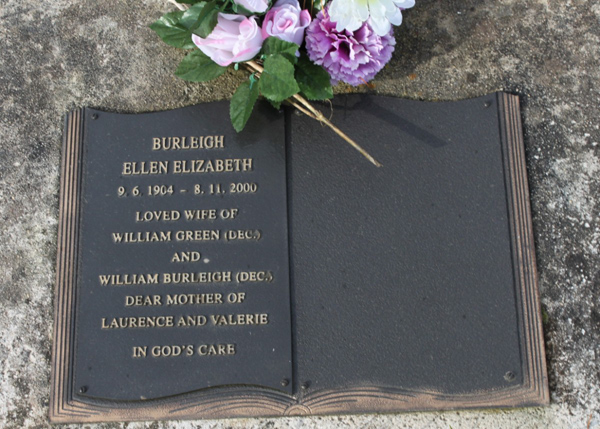 BURLEIGH
ELLEN ELIZABETH
9. 6. 1904 - 8. 11. 2000
LOVED WIFE OF
WILLIAM GREEN (DEC.)
AND
WILLIAM BURLEIGH (DEC.)
DEAR MOTHER OF
LAURENCE AND VALERIE
IN GOD'S CARE